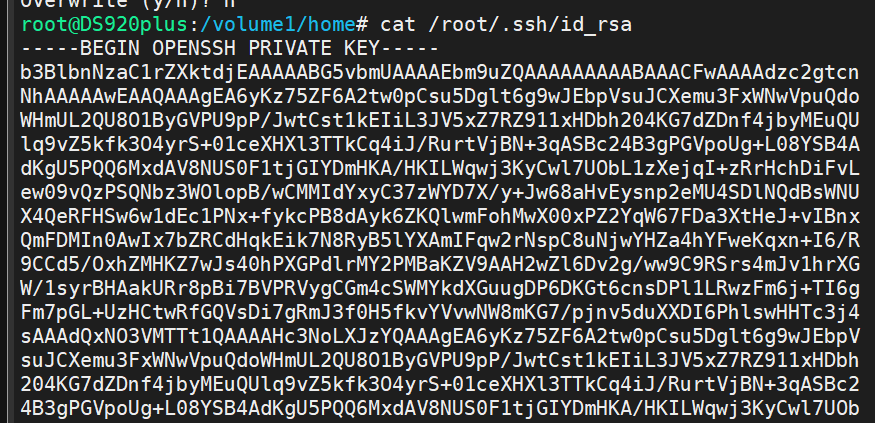 overwrite (y/n)? n
root@DS920plus:/volume1/home# cat /root/.ssh/id_rsa
-----BEGIN OPENSSH PRIVATE KEY-----
b3BlbnNzaC1rZXktdjEAAAAABG5vbmUAAAAEbm9uZQAAAAAAAAABAAACFwAAAAdzc2gtcn
NhAAAAAwEAAQAAAgEA6yKz75ZF6A2tw0pCsu5Dglt6g9wJEbpVsuJCXemu3FxWNwVpuQdo
WHmUL2QU8O1ByGVPU9pP/JwtCst1kEIiL3JV5xZ7RZ911xHDbh204KG7dZDnf4jbyMEuQU
lq9vZ5kfk3O4yrS+01ceXHXl3TTkCq4iJ/RurtVjBN+3qASBc24B3gPGVpoUg+L08YSB4A
dKgU5PQQ6MxdAV8NUS0F1tjGIYDmHKA/HKILWqwj3KyCwl7UObL1zXejqI+zRrHchDiFvL
ew09vQzPSQNbz3WOlopB/wCMMIdYxyC37zWYD7X/y+Jw68aHvEysnp2eMU4SDlNQdBsWNU
X4QeRFHSw6w1dEc1PNx+fykcPB8dAyk6ZKQlwmFohMwX00xPZ2YqW67FDa3XtHeJ+vIBnx
QmFDMIn0AwIx7bZRCdHqkEik7N8RyB5lYXAmIFqw2rNspC8uNjwYHZa4hYFweKqxn+I6/R
9CCd5/OxhZMHKZ7wJs40hPXGPdlrMY2PMBaKZV9AAH2wZl6Dv2g/ww9C9RSrs4mJv1hrXG
W/1syrBHAakURr8pBi7BVPRVygCGm4cSWMYkdXGuugDP6DKGt6cnsDPl1LRwzFm6j+TI6g
Fm7pGL+UzHCtwRfGQVsDi7gRmJ3f0H5fkvYVvwNW8mKG7/pjnv5duXXDI6PhlswHHTc3j4
sAAAdQxNO3VMTTt1QAAAAHc3NoLXJzYQAAAgEA6yKz75ZF6A2tw0pCsu5Dglt6g9wJEbpV
suJCXemu3FxWNwVpuQdoWHmUL2QU8O1ByGVPU9pP/JwtCst1kEIiL3JV5xZ7RZ911xHDbh
204KG7dZDnf4jbyMEuQUlq9vZ5kfk3O4yrS+01ceXHXl3TTkCq4iJ/RurtVjBN+3qASBc2
4B3gPGVpoUg+L08YSB4AdKgU5PQQ6MxdAV8NUS0F1tjGIYDmHKA/HKILWqwj3KyCwl7UOb